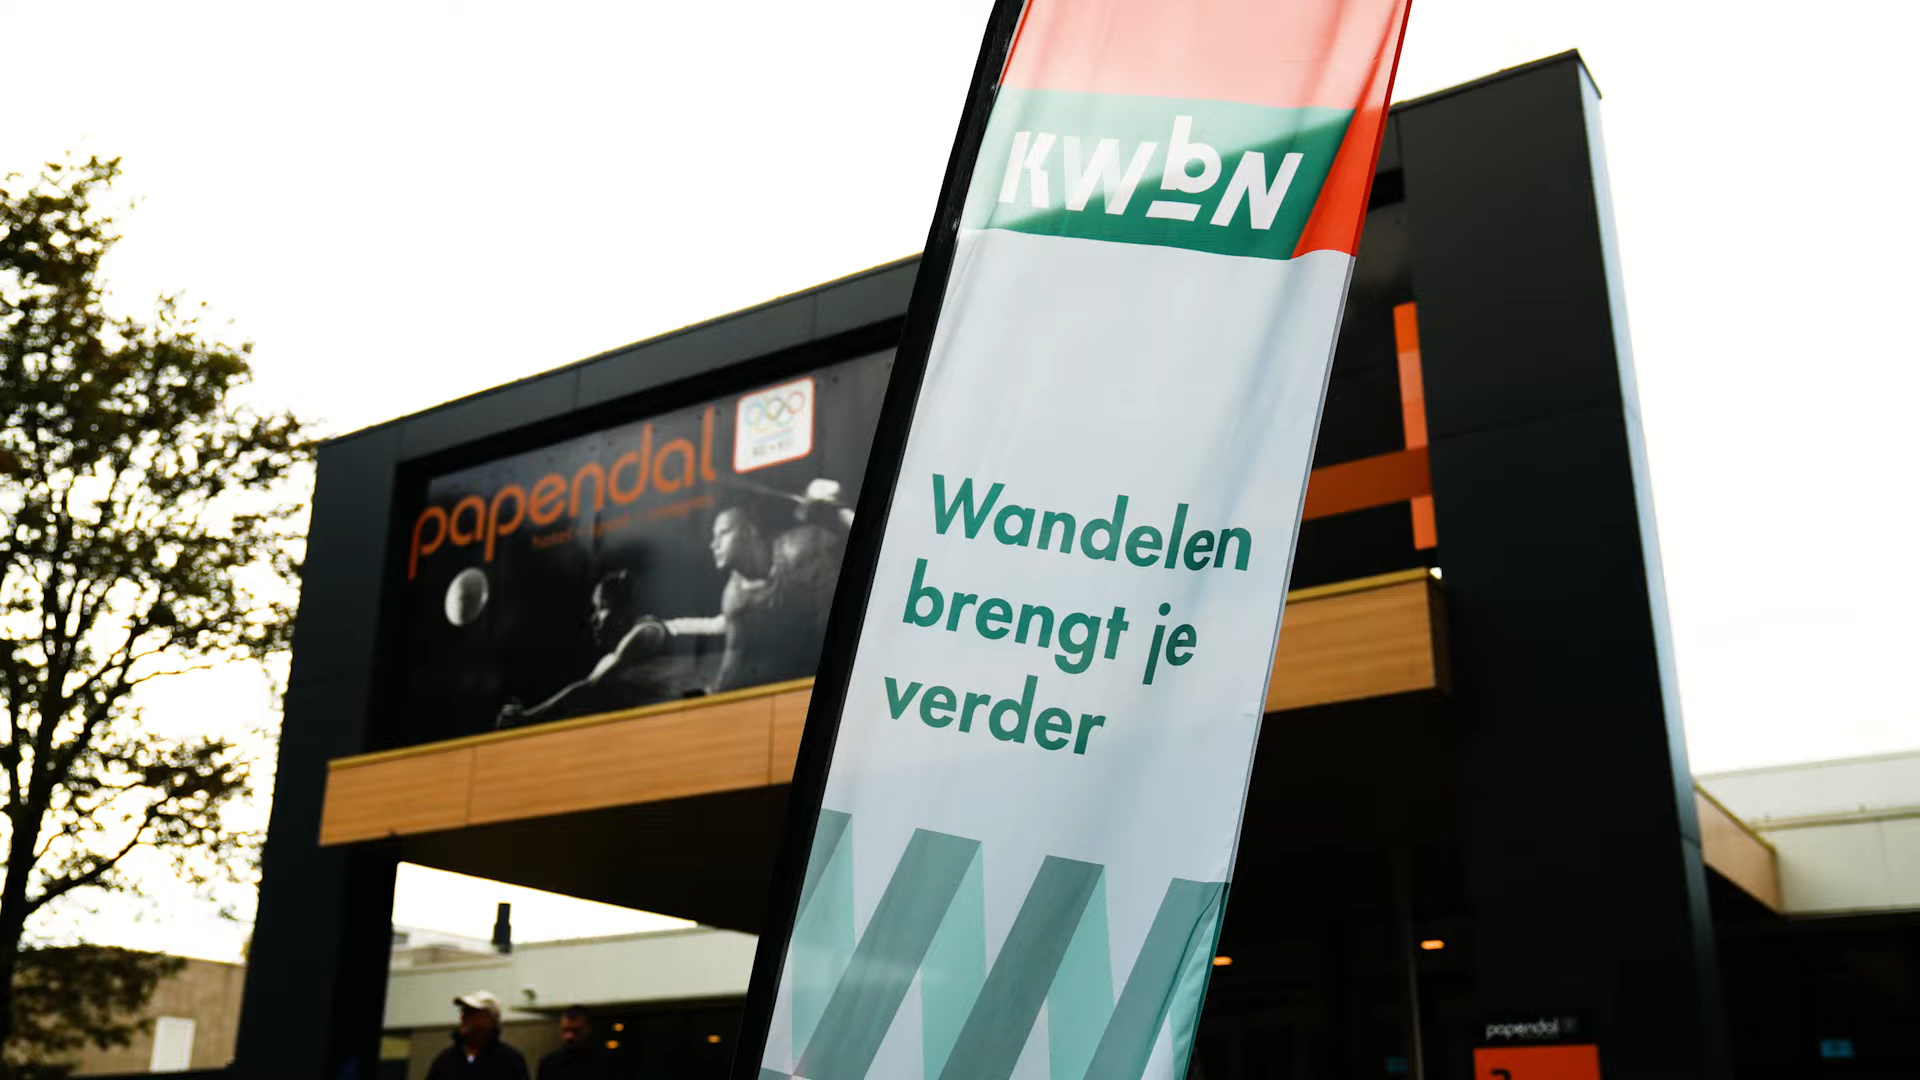 KWbN
Wandelen
brengt je
verder
papendal
papendal